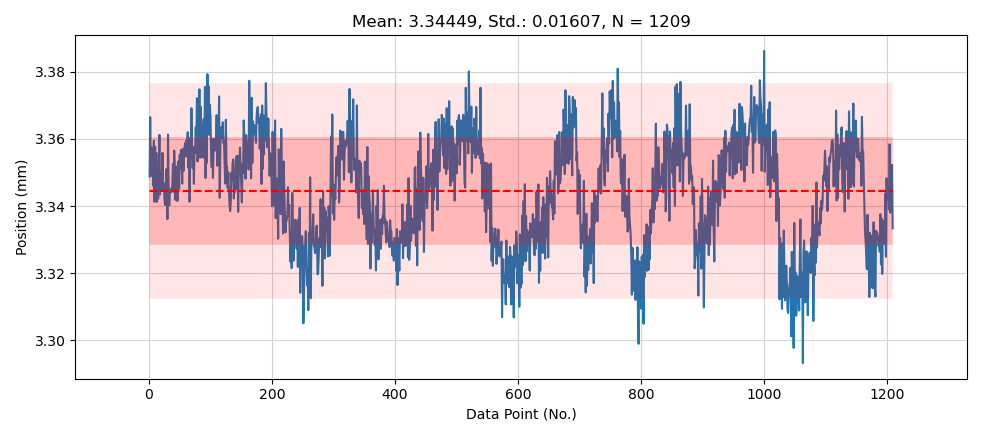 Mean: 3.34449, Std.: 0.01607, N = 1209
3.38
3.36
3.34
3.32
3.30
Position (mm)
0 200 400 600 800 1000 1200
Data Point (No.)